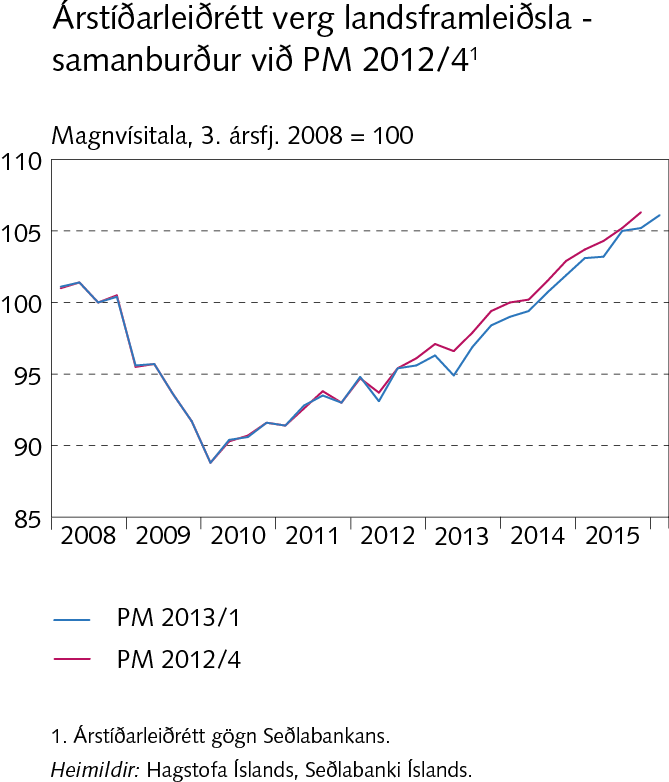 Árstíðarleiðrétt verg landsframleiðsla -
samanburður við PM 2012/4¹
Magnvísitala, 3. ársfj. 2008 = 100
110
105
100
95
90
85
2008 2009 2010 2011 2012 2013 2014 2015
PM 2013/1
PM 2012/4
1. Árstíðarleiðrétt gögn Seðlabankans.
Heimildir: Hagstofa Íslands, Seðlabanki Íslands.